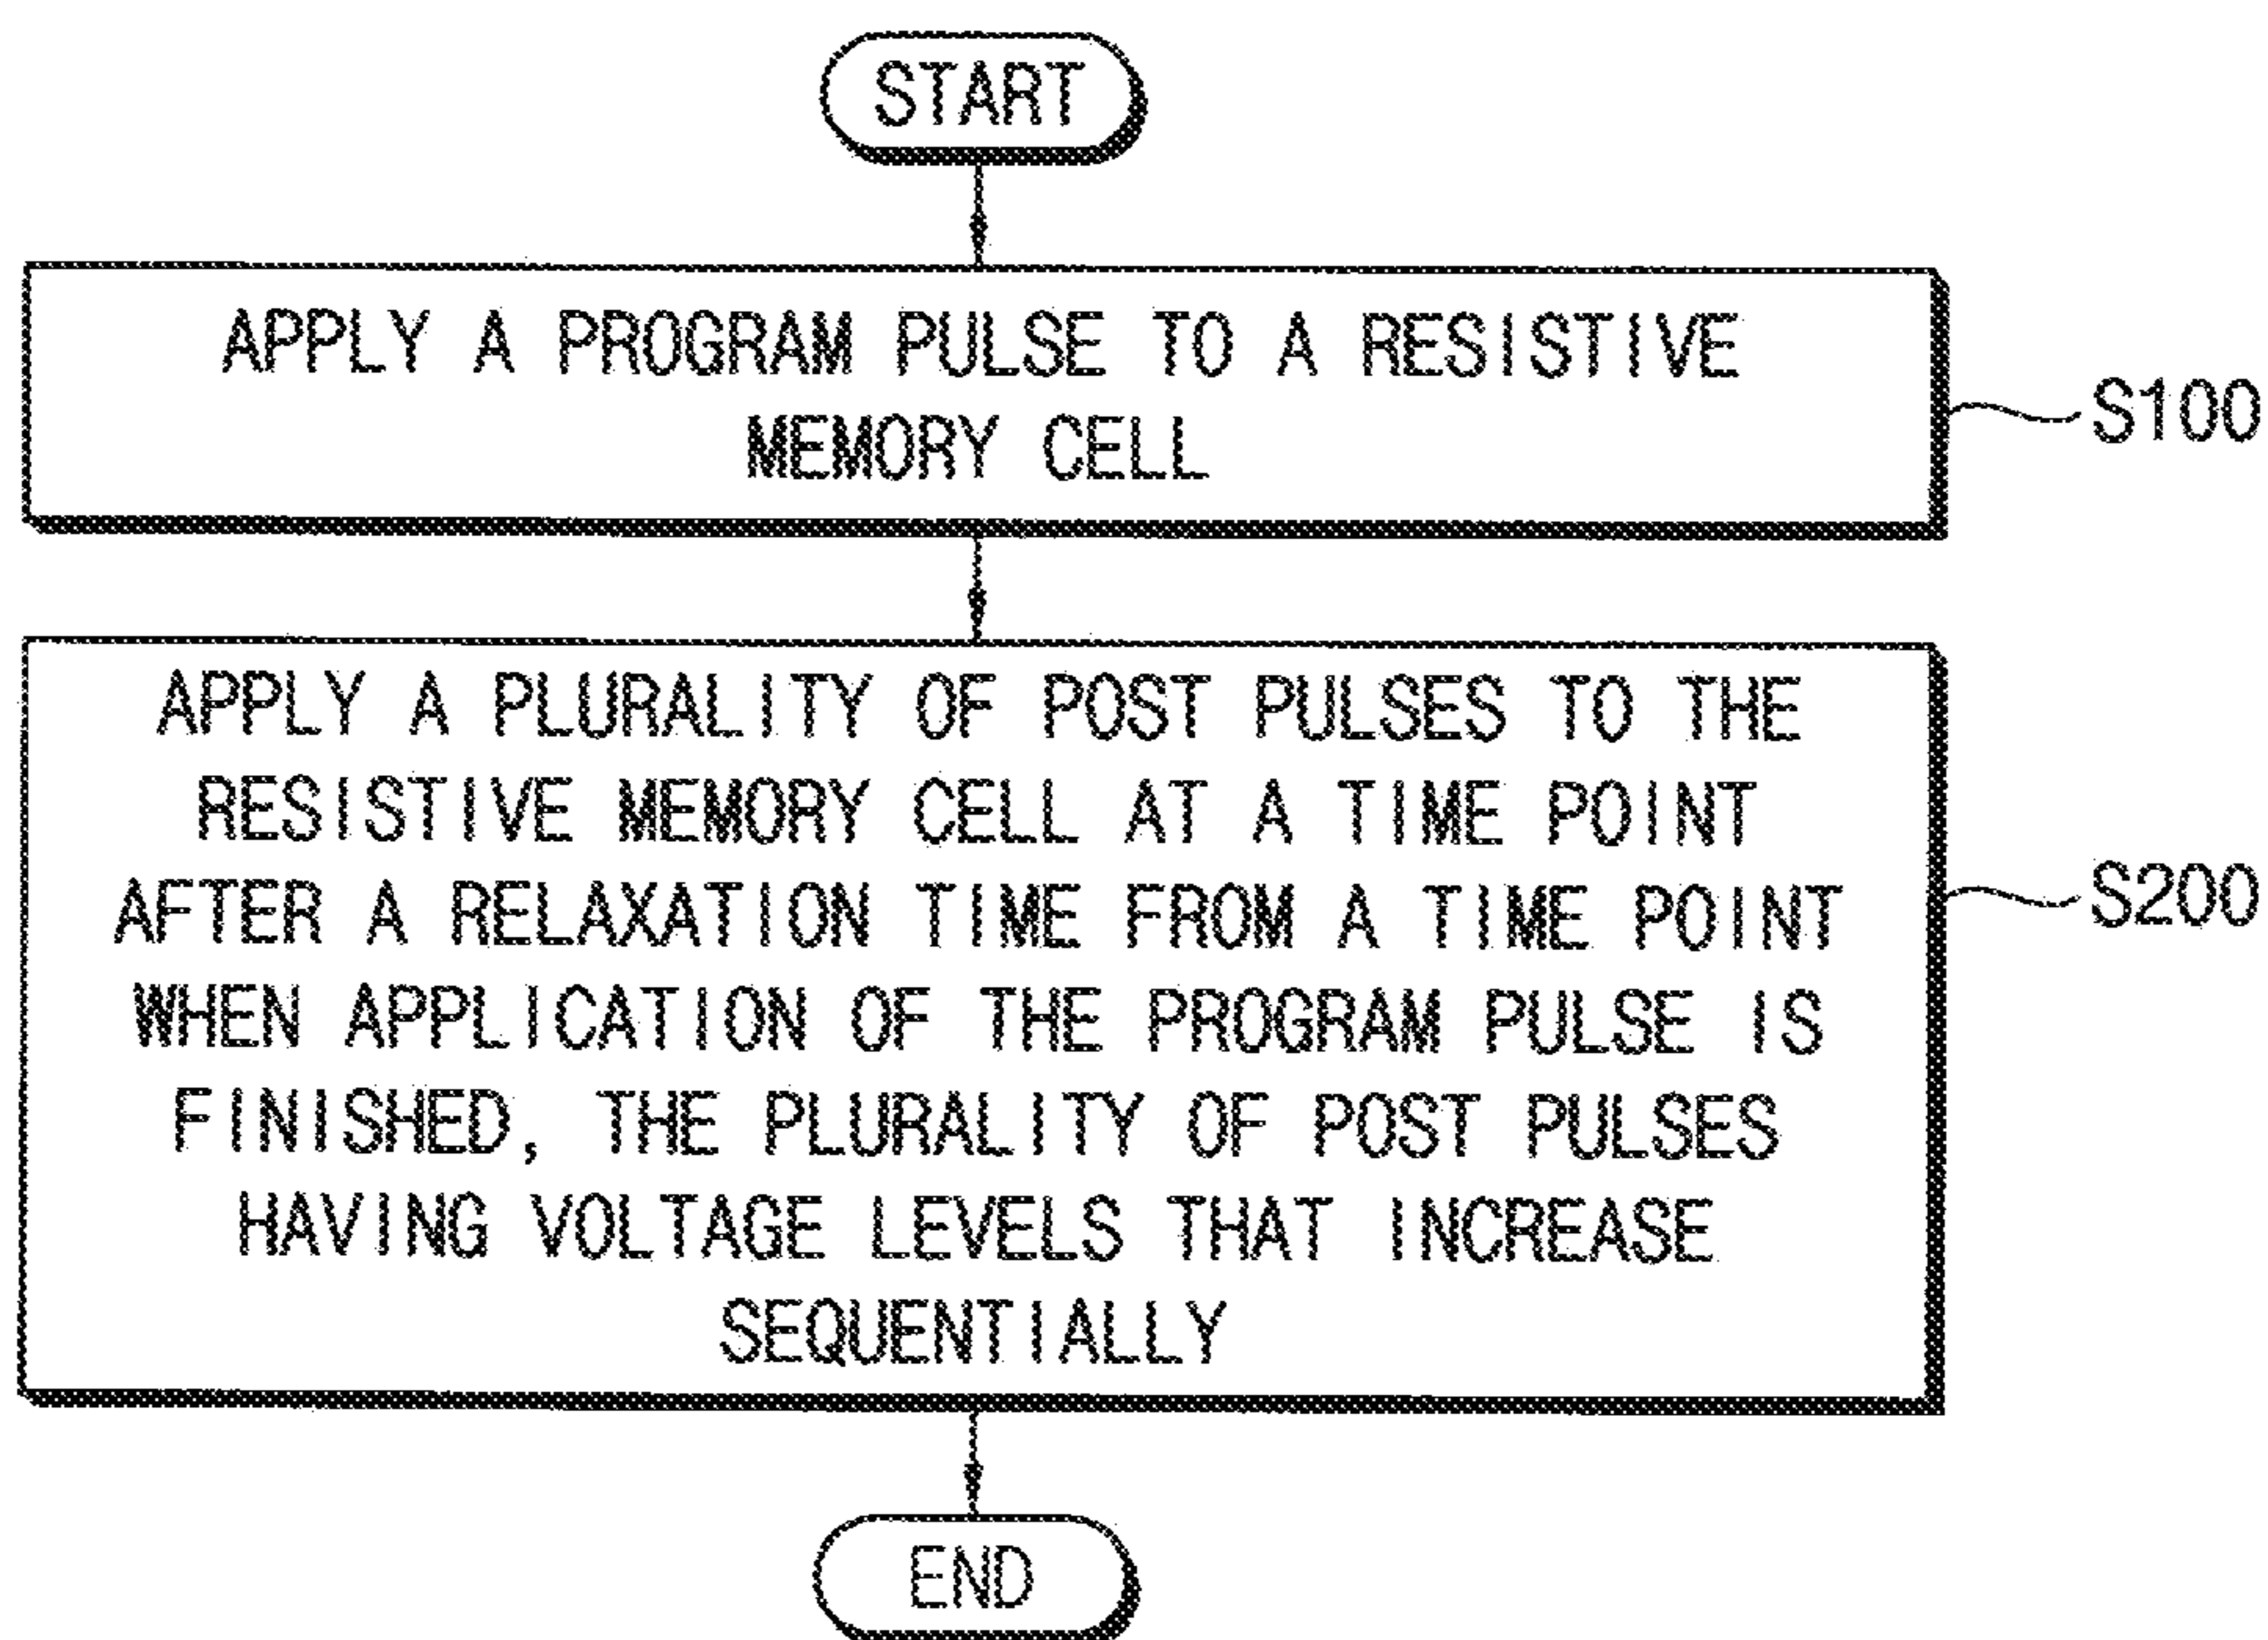 START
APPLY A PROGRAM PULSE TO A RESISTIVE
MEMORY CELL
S100
APPLY A PLURALITY OF POST PULSES TO THE
RESISTIVE MEMORY CELL AT A TIME POINT
AFTER A RELAXATION TIME FROM A TIME POINT
WHEN APPLICATION OF THE PROGRAM PULSE IS
FINISHED, THE PLURALITY OF POST PULSES
HAVING VOLTAGE LEVELS THAT INCREASE
SEQUENTIALLY
S200
END